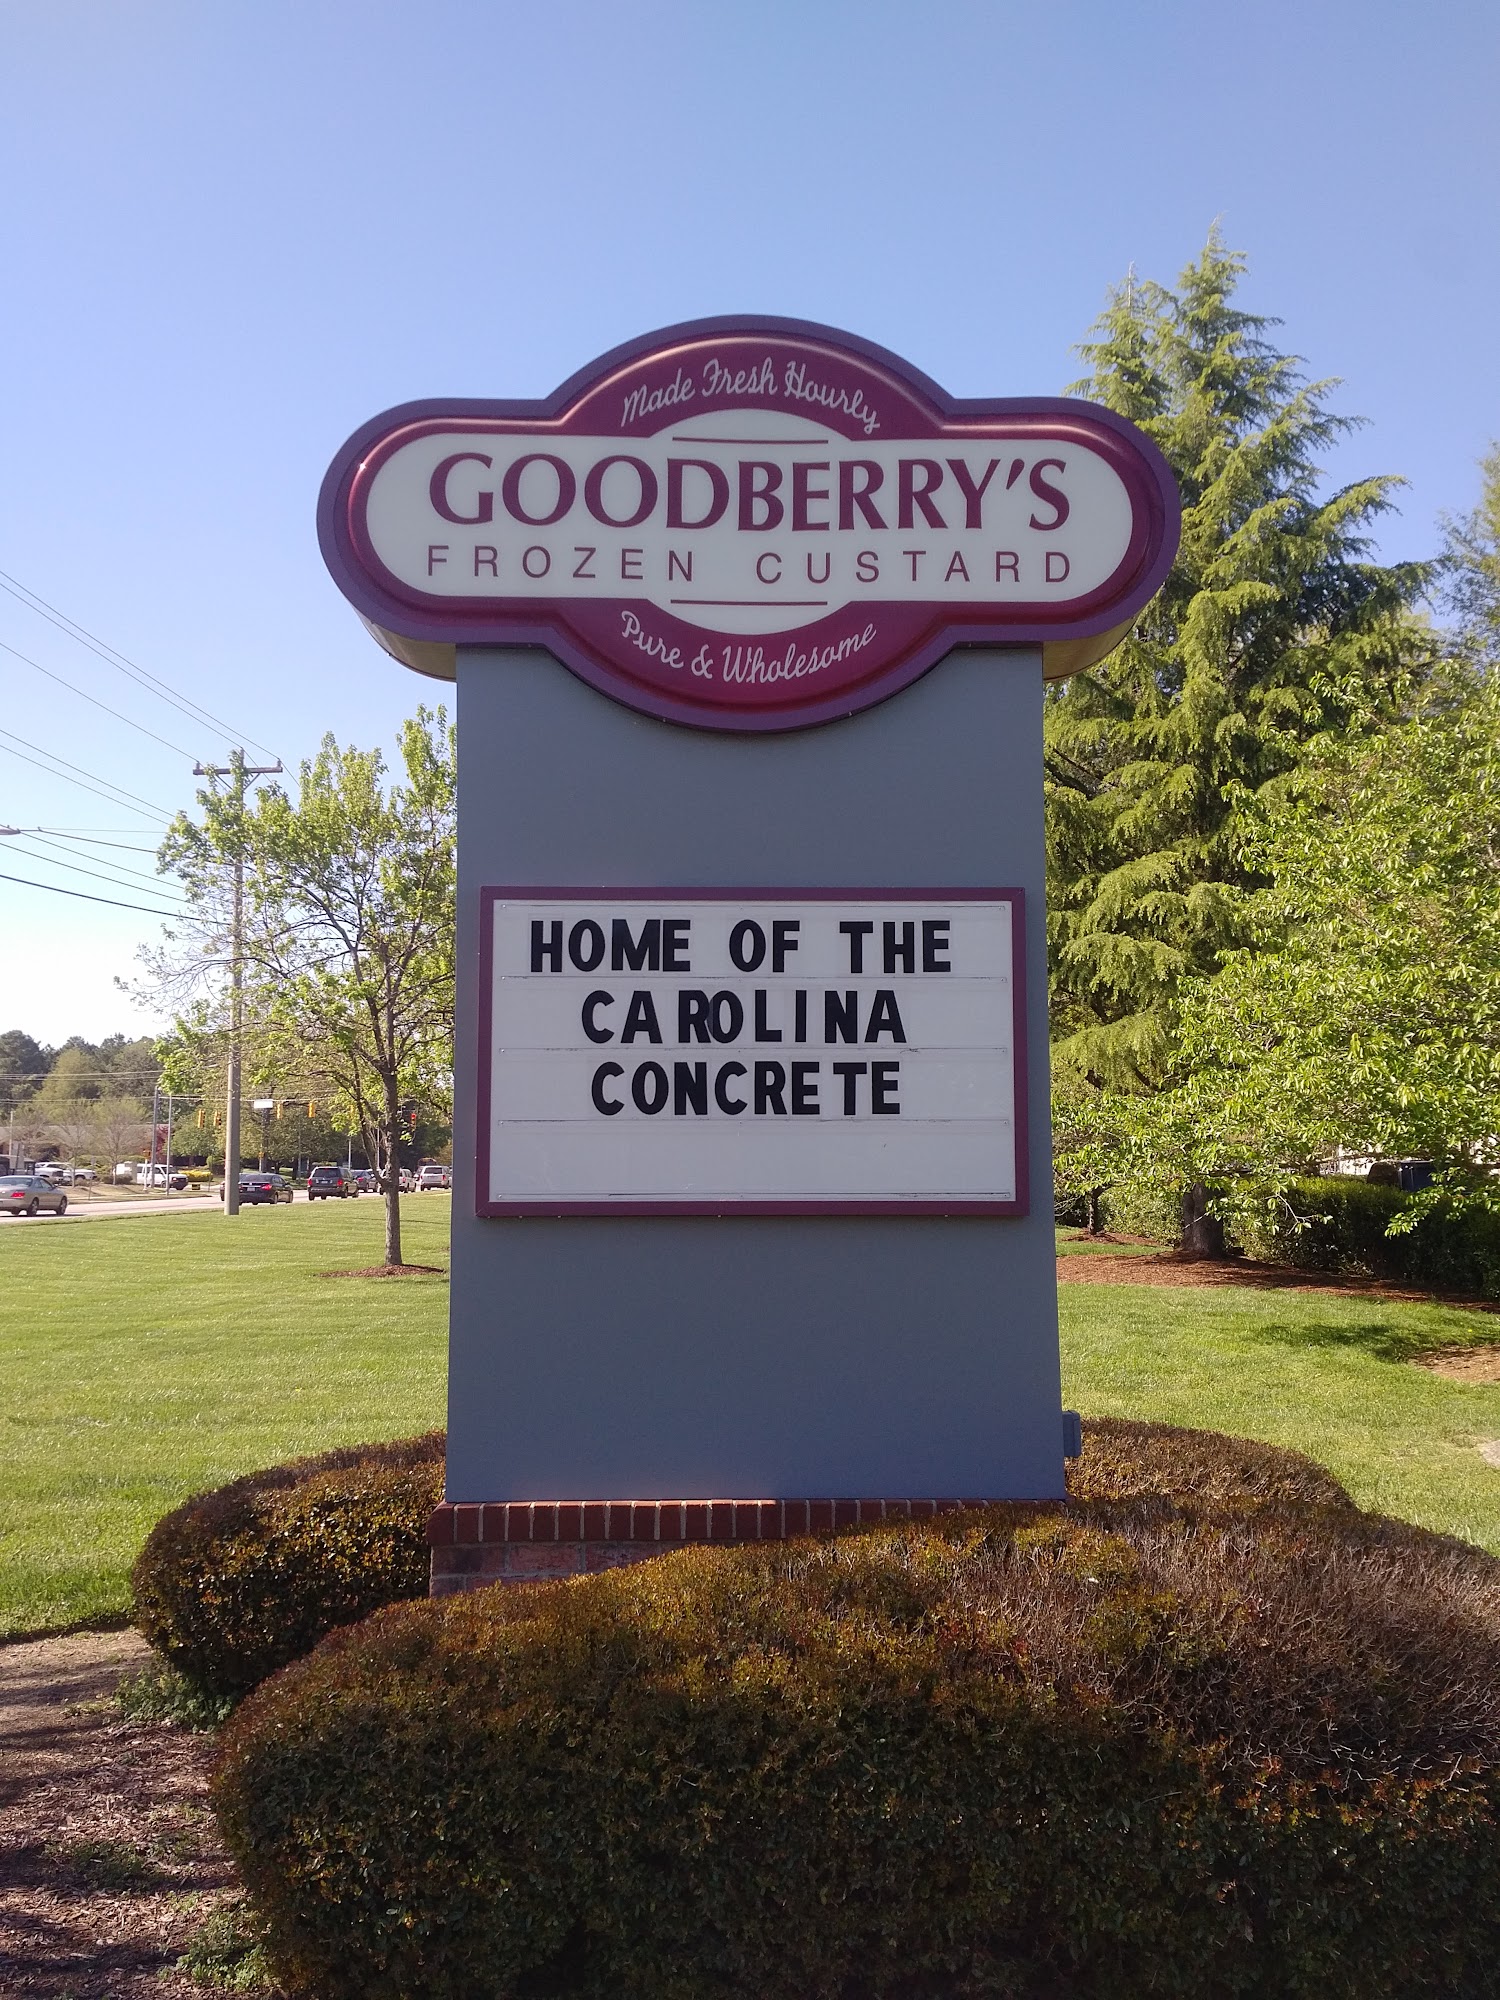 Made Fresh Hourly
GOODBERRY'S
FROZEN CUSTARD
Pure & Wholesome
HOME OF THE
CAROLINA
CONCRETE